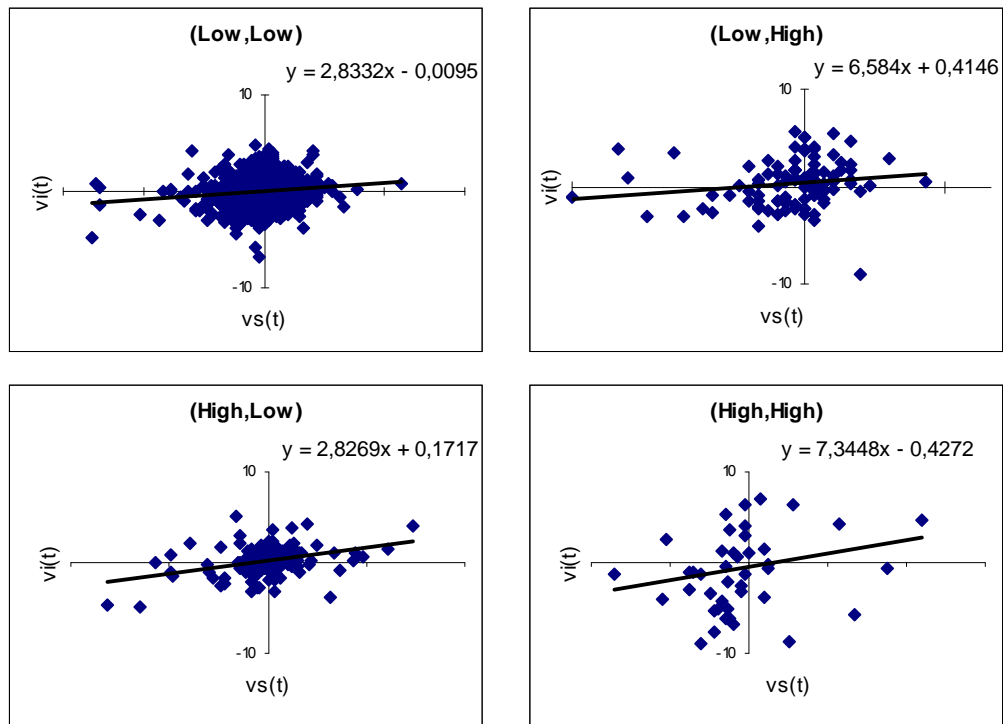 (Low,Low)
y = 2,8332x - 0,0095
10
vi(t)
-10
vs(t)
(Low,High)
y = 6,584x + 0,4146
10
vi(t)
-10
vs(t)
(High,Low)
y = 2,8269x + 0,1717
10
vi(t)
-10
vs(t)
(High,High)
y = 7,3448x - 0,4272
10
vi(t)
-10
vs(t)